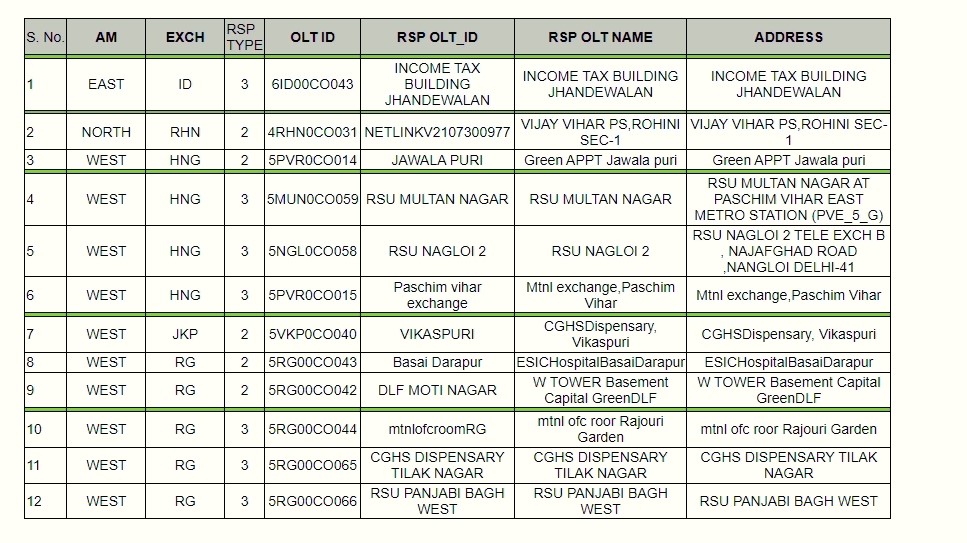 S. No. AM EXCH RSP TYPE OLT ID RSP OLT_ID RSP OLT NAME ADDRESS
1 EAST ID 3 6ID00CO043 INCOME TAX BUILDING JHANDEWALAN INCOME TAX BUILDING JHANDEWALAN INCOME TAX BUILDING JHANDEWALAN
2 NORTH RHN 2 4RHN0CO031 NETLINKV2107300977 VIJAY VIHAR PS,ROHINI SEC-1 VIJAY VIHAR PS,ROHINI SEC-1
3 WEST HNG 2 5PVR0CO014 JAWALA PURI Green APPT Jawala puri Green APPT Jawala puri
4 WEST HNG 3 5MUN0CO059 RSU MULTAN NAGAR RSU MULTAN NAGAR RSU MULTAN NAGAR AT PASCHIM VIHAR EAST METRO STATION (PVE_5_G)
5 WEST HNG 3 5NGL0CO058 RSU NAGLOI 2 RSU NAGLOI 2 RSU NAGLOI 2 TELE EXCH B , NAJAFGHAD ROAD ,NANGLOI DELHI-41
6 WEST HNG 3 5PVR0CO015 Paschim vihar exchange Mtnl exchange,Paschim Vihar Mtnl exchange,Paschim Vihar
7 WEST JKP 2 5VKP0CO040 VIKASPURI CGHSDispensary, Vikaspuri CGHSDispensary, Vikaspuri
8 WEST RG 2 5RG00CO043 Basai Darapur ESICHospitalBasaiDarapur ESICHospitalBasaiDarapur
9 WEST RG 2 5RG00CO042 DLF MOTI NAGAR W TOWER Basement Capital GreenDLF W TOWER Basement Capital GreenDLF
10 WEST RG 3 5RG00CO044 mtnlofcroomRG mtnl ofc roor Rajouri Garden mtnl ofc roor Rajouri Garden
11 WEST RG 3 5RG00CO065 CGHS DISPENSARY TILAK NAGAR CGHS DISPENSARY TILAK NAGAR CGHS DISPENSARY TILAK NAGAR
12 WEST RG 3 5RG00CO066 RSU PANJABI BAGH WEST RSU PANJABI BAGH WEST RSU PANJABI BAGH WEST